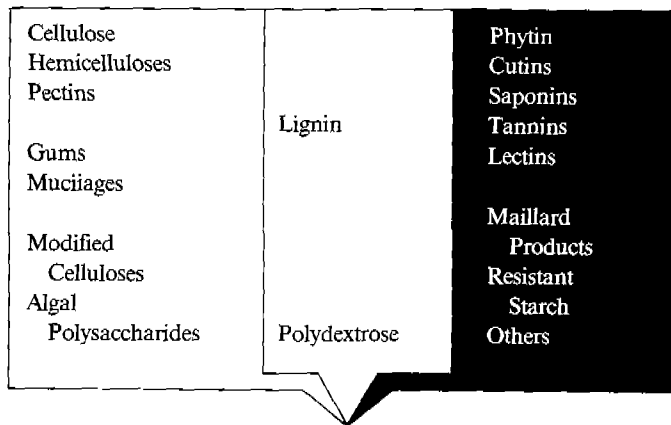 Cellulose
Hemicelluloses
Pectins
Gums
Muciiages
Modified
Celluloses
Algal
Polysaccharides
Lignin
Polydextrose
Phytin
Cutins
Saponins
Tannins
Lectins
Maillard
Products
Resistant
Starch
Others